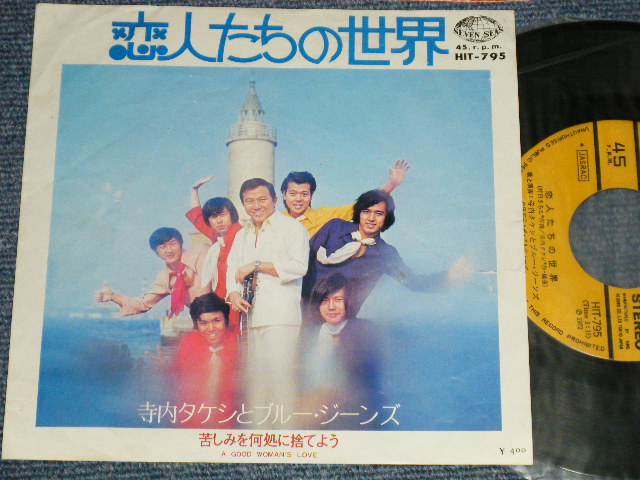 恋人たちの世界
SEVEN SEAS
45. r. p. m.
HIT-795
寺内タケシとブルー・ジーンズ
苦しみを何処に捨てよう
A GOOD WOMAN'S LOVE
￥400
45
r.p.m.
JASRAC
恋人たちの世界
HIT-795
STEREO